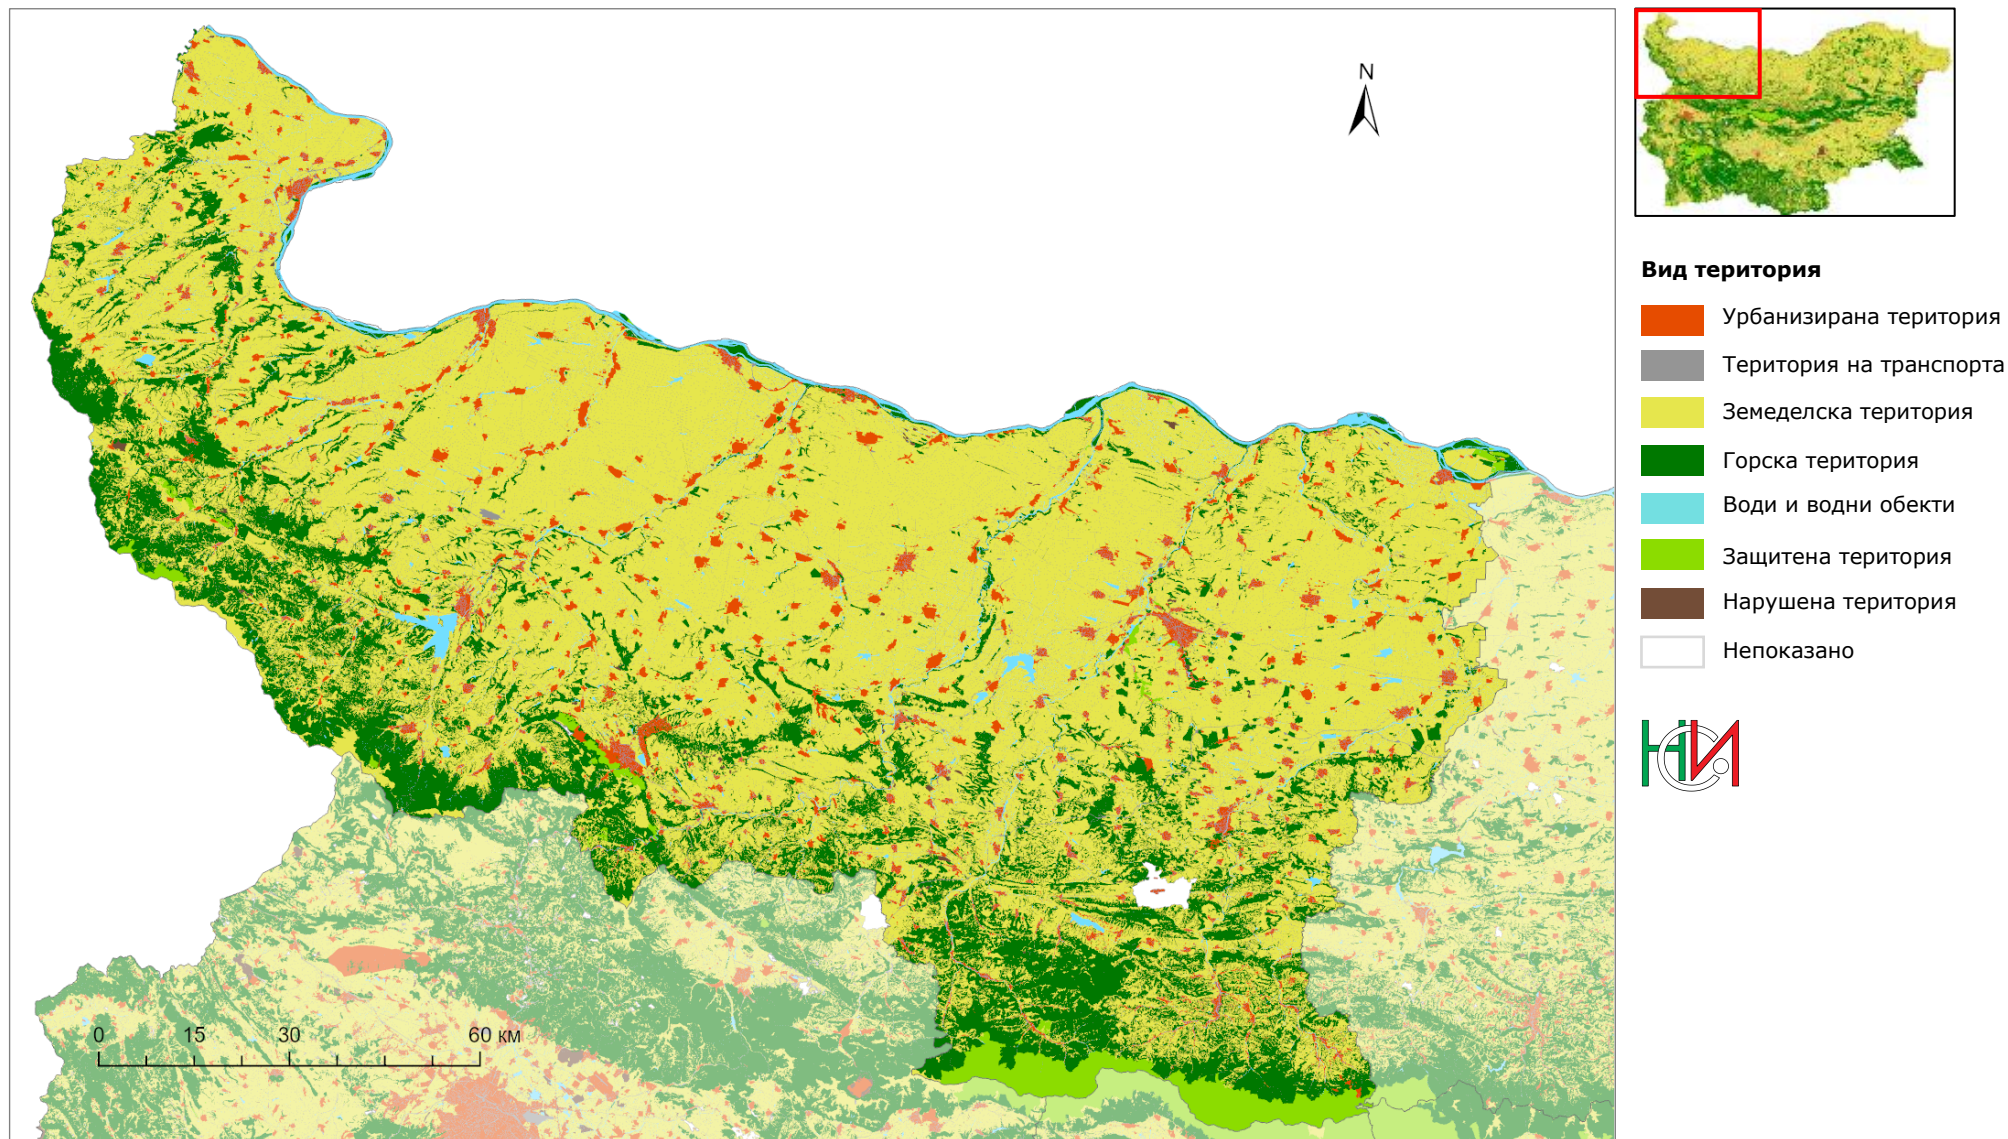 N
Вид територия
Урбанизирана територия
Територия на транспорта
Земеделска територия
Горска територия
Води и водни обекти
Защитена територия
Нарушена територия
Непоказано
НСИ
0 15 30 60 км